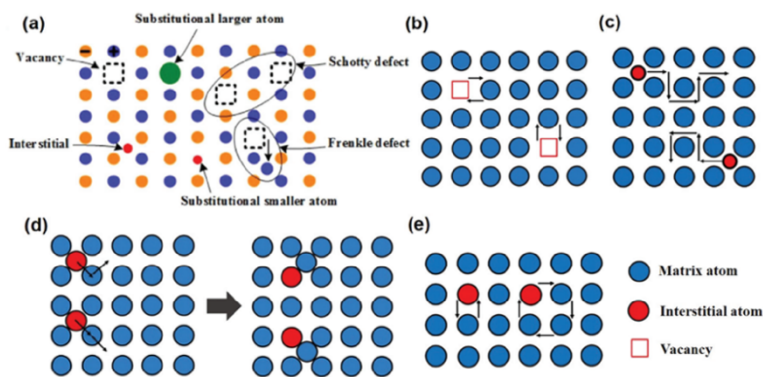 (a)
Substitutional larger atom
Vacancy
Schotty defect
Interstitial
Frenkle defect
Substitutional smaller atom
(b)
(c)
(d)
(e)
Matrix atom
Interstitial atom
Vacancy